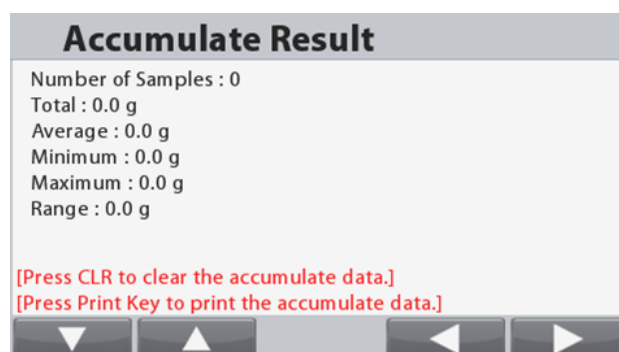 Accumulate Result
Number of Samples : 0
Total : 0.0 g
Average : 0.0 g
Minimum : 0.0 g
Maximum : 0.0 g
Range : 0.0 g
[Press CLR to clear the accumulate data.]
[Press Print Key to print the accumulate data.]